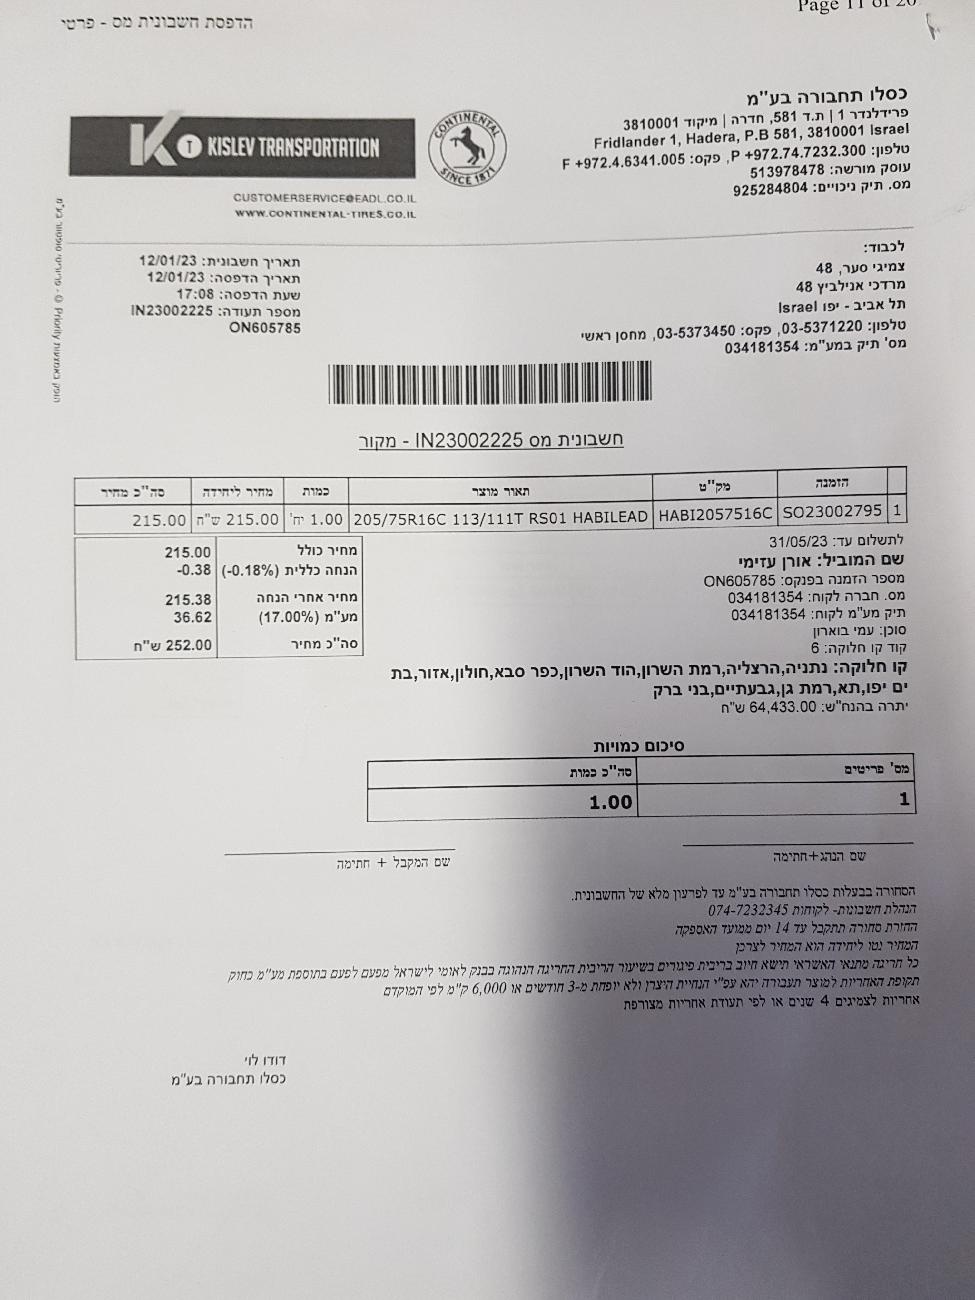 Page 11 of 20
הדפסת חשבונית מס - פרטי
כסלו תחבורה בע"מ
פרידלנדר 1 | ת.ד 581, חדרה | מיקוד 3810001
Fridlander 1, Hadera, P.B 581, 3810001 Israel
טלפון: P +972.74.7232.300, פקס: F +972.4.6341.005
עוסק מורשה: 513978478
מס. תיק ניכויים: 925284804
K T KISLEV TRANSPORTATION
CONTINENTAL
SINCE 1871
CUSTOMERSERVICE@EADL.CO.IL
WWW.CONTINENTAL-TIRES.CO.IL
לכבוד:
צמיגי סער, 48
מרדכי אנילביץ 48
תל אביב - יפו Israel
טלפון: 03-5371220, פקס: 03-5373450, מחסן ראשי
מס' תיק במע"מ: 034181354
תאריך חשבונית: 12/01/23
תאריך הדפסה: 12/01/23
שעת הדפסה: 17:08
מספר תעודה: IN23002225
ON605785
הופק באמצעות Priority © - פריוריטי סופטוור בע"מ
חשבונית מס IN23002225 - מקור
הזמנה מק"ט תאור מוצר כמות מחיר ליחידה סה"כ מחיר
1 SO23002795 HABI2057516C 205/75R16C 113/111T RS01 HABILEAD 1.00 יח' 215.00 ש"ח 215.00
מחיר כולל 215.00
הנחה כללית (-0.18%) -0.38
מחיר אחרי הנחה 215.38
מע"מ (17.00%) 36.62
סה"כ מחיר 252.00 ש"ח
לתשלום עד: 31/05/23
שם המוביל: אורן עזימי
מספר הזמנה בפנקס: ON605785
מס. חברה לקוח: 034181354
תיק מע"מ לקוח: 034181354
סוכן: עמי בוארון
קוד קו חלוקה: 6
קו חלוקה: נתניה,הרצליה,רמת השרון,הוד השרון,כפר סבא,חולון,אזור,בת
ים יפו,תא,רמת גן,גבעתיים,בני ברק
יתרה בהנח"ש: 64,433.00 ש"ח
סיכום כמויות
מס' פריטים סה"כ כמות
1 1.00
שם הנהג+חתימה
שם המקבל + חתימה
הסחורה בבעלות כסלו תחבורה בע"מ עד לפרעון מלא של החשבונית.
הנהלת חשבונות- לקוחות 074-7232345
החזרת סחורה תתקבל עד 14 יום ממועד האספקה
המחיר נטו ליחידה הוא המחיר לצרכן
כל חריגה מתנאי האשראי תישא חיוב בריבית פיגורים בשיעור הריבית החריגה הנהוגה בבנק לאומי לישראל מפעם לפעם בתוספת מע"מ כחוק
תקופת האחריות למוצר תעבורה יהא עפ"י הנחיית היצרן ולא יופחת מ-3 חודשים או 6,000 ק"מ לפי המוקדם
אחריות לצמיגים 4 שנים או לפי תעודת אחריות מצורפת
דודו לוי
כסלו תחבורה בע"מ